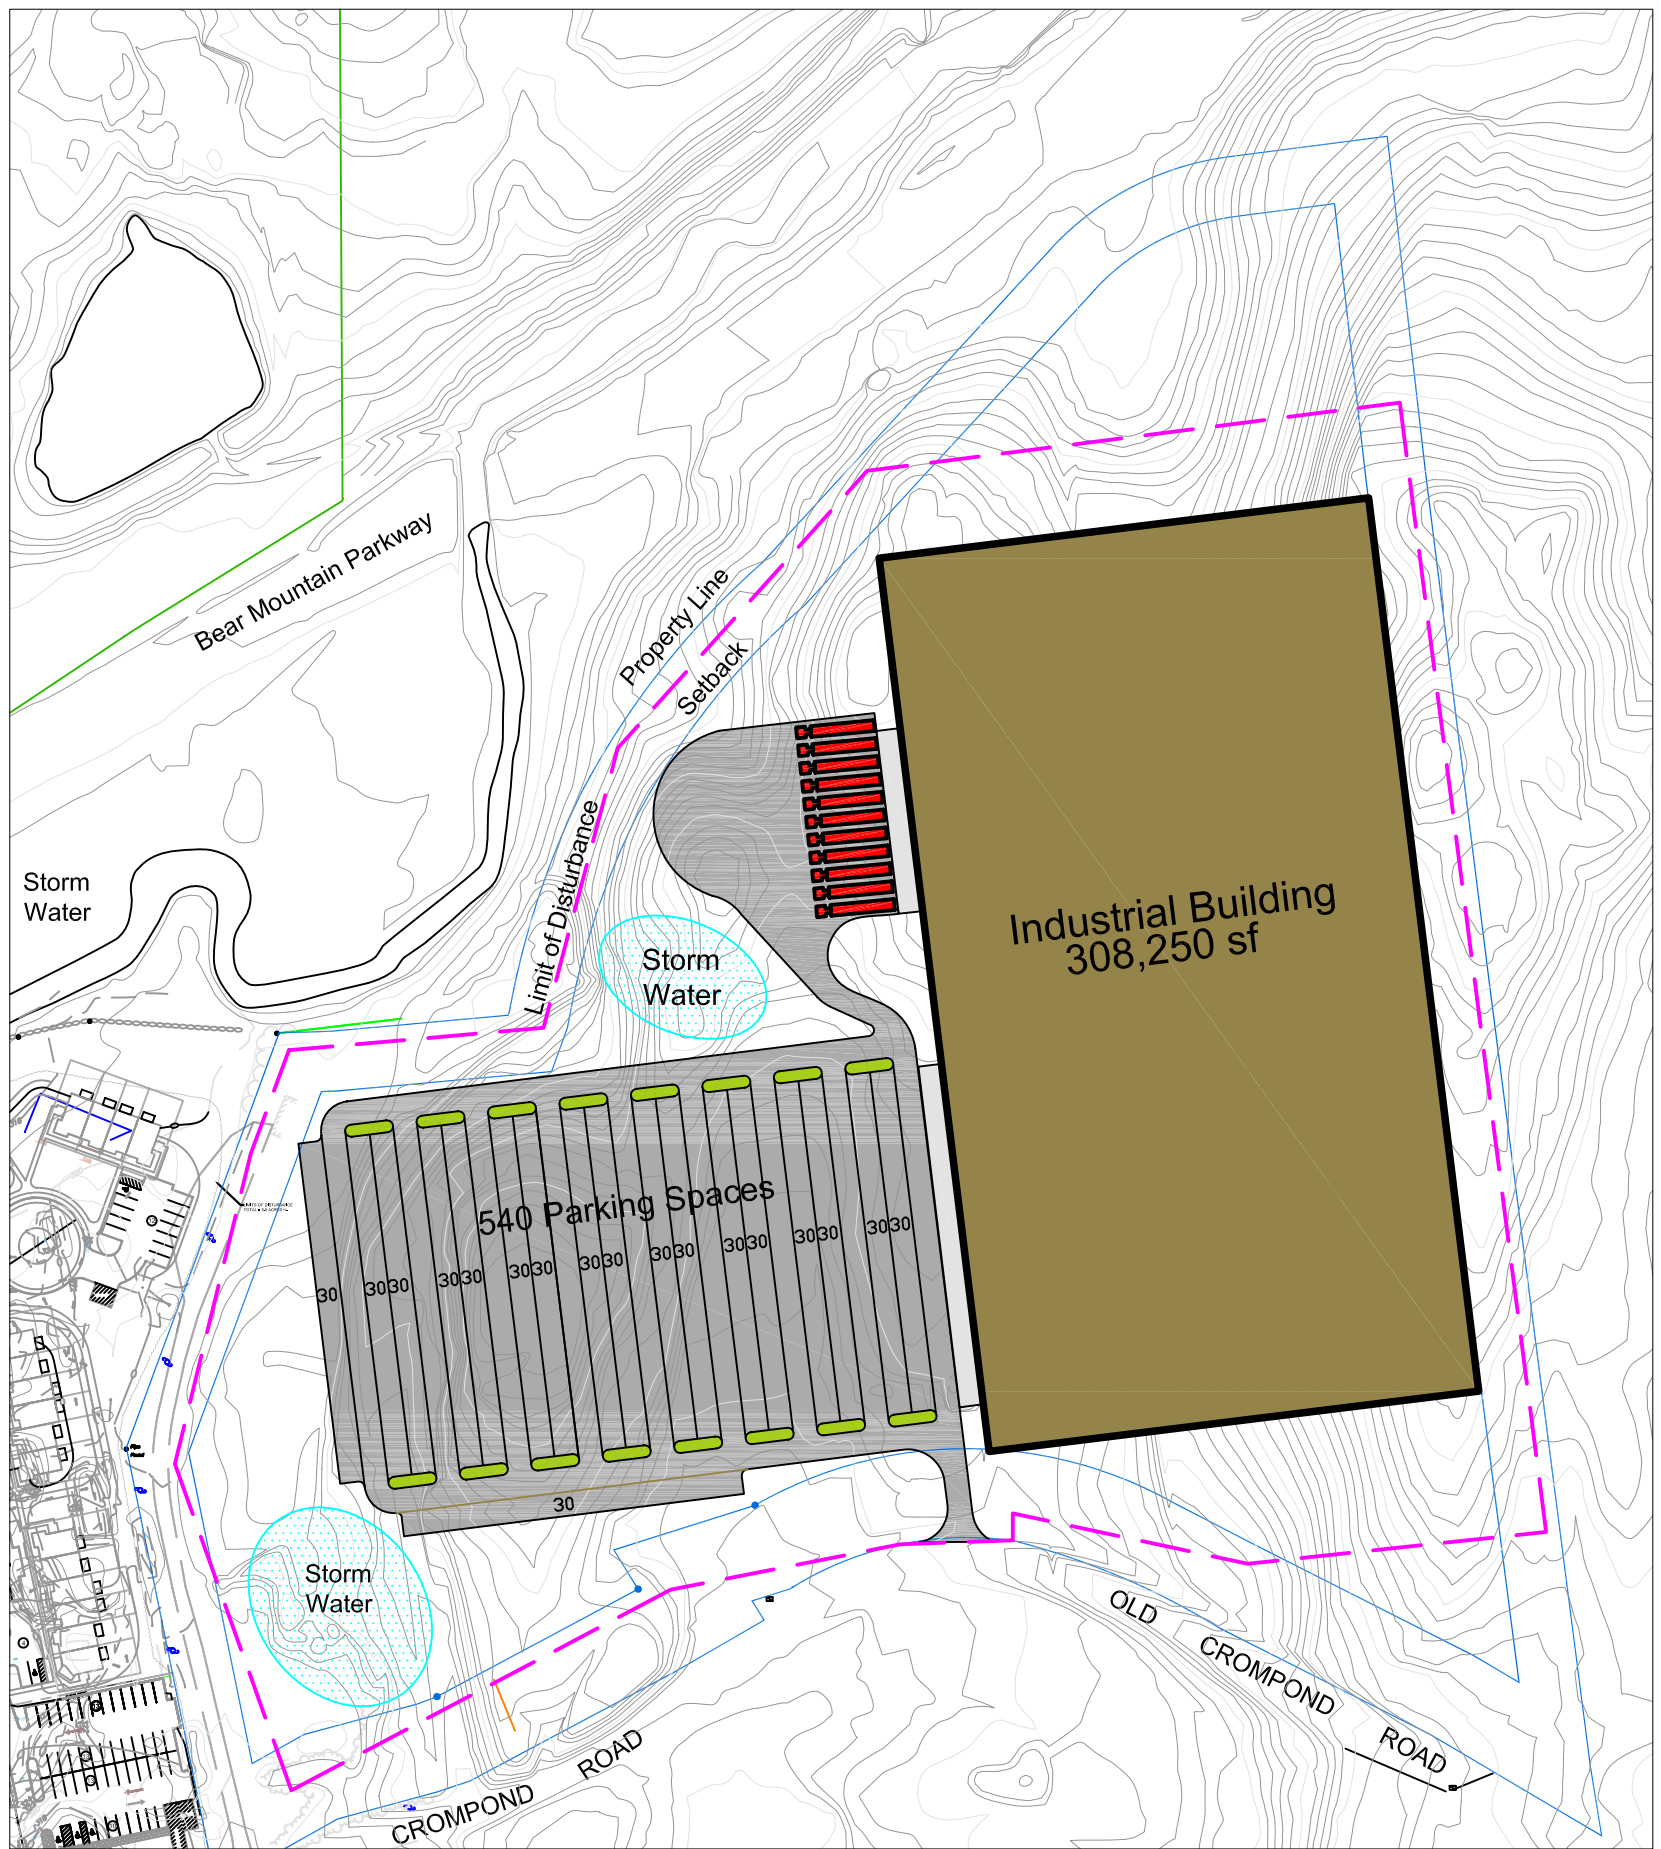 Bear Mountain Parkway
Property Line
Setback
Limit of Disturbance
Storm
Water
Industrial Building
308,250 sf
Storm
Water
540 Parking Spaces
30 30 30 30 30 30 30 30 30 30 30 30 30 30 30 30 30
30
Storm
Water
OLD CROMPOND ROAD
CROMPOND ROAD